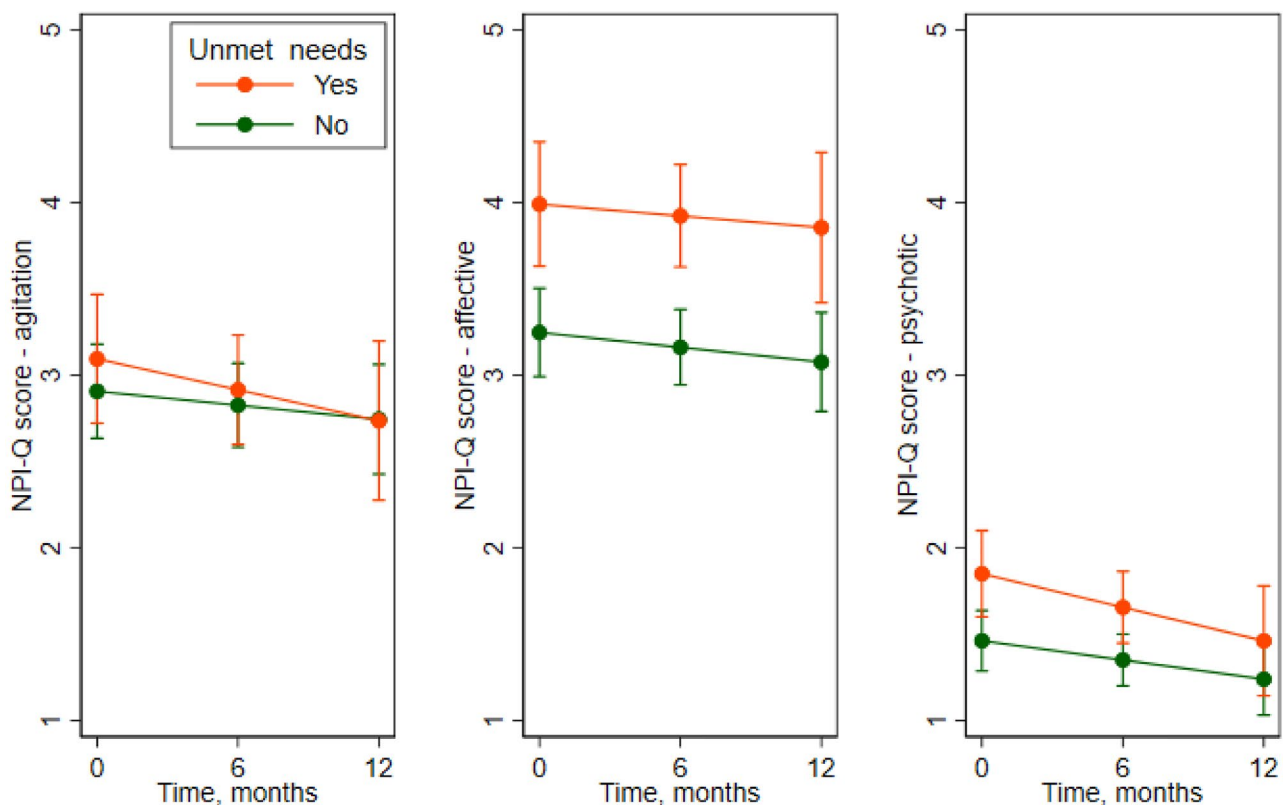 Unmet needs
Yes
No
NPI-Q score - agitation
5
4
3
2
1
0 6 12
Time, months
NPI-Q score - affective
5
4
3
2
1
0 6 12
Time, months
NPI-Q score - psychotic
5
4
3
2
1
0 6 12
Time, months